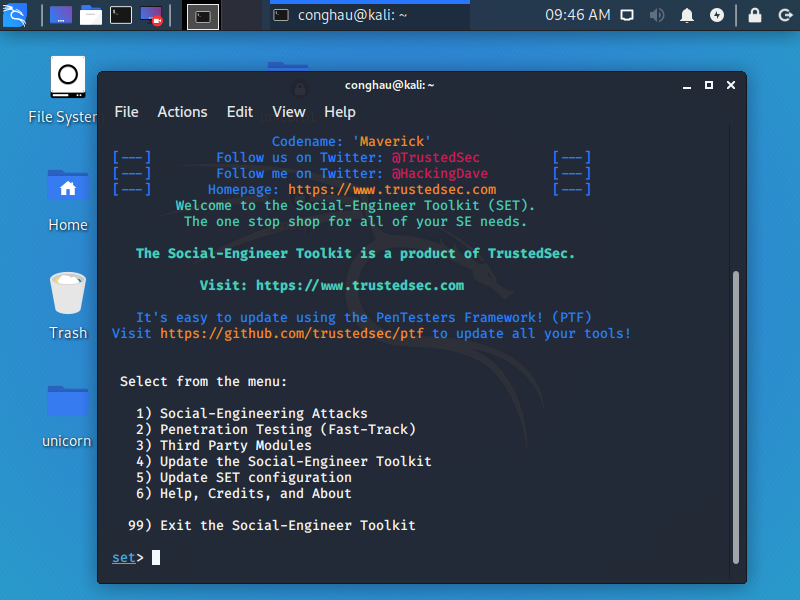 conghau@kali: ~
09:46 AM
File System
Home
Trash
unicorn
conghau@kali: ~
File Actions Edit View Help
Codename: 'Maverick'
[---] Follow us on Twitter: @TrustedSec [---]
[---] Follow me on Twitter: @HackingDave [---]
[---] Homepage: https://www.trustedsec.com [---]
Welcome to the Social-Engineer Toolkit (SET).
The one stop shop for all of your SE needs.
The Social-Engineer Toolkit is a product of TrustedSec.
Visit: https://www.trustedsec.com
It's easy to update using the PenTesters Framework! (PTF)
Visit https://github.com/trustedsec/ptf to update all your tools!
Select from the menu:
1) Social-Engineering Attacks
2) Penetration Testing (Fast-Track)
3) Third Party Modules
4) Update the Social-Engineer Toolkit
5) Update SET configuration
6) Help, Credits, and About
99) Exit the Social-Engineer Toolkit
set>